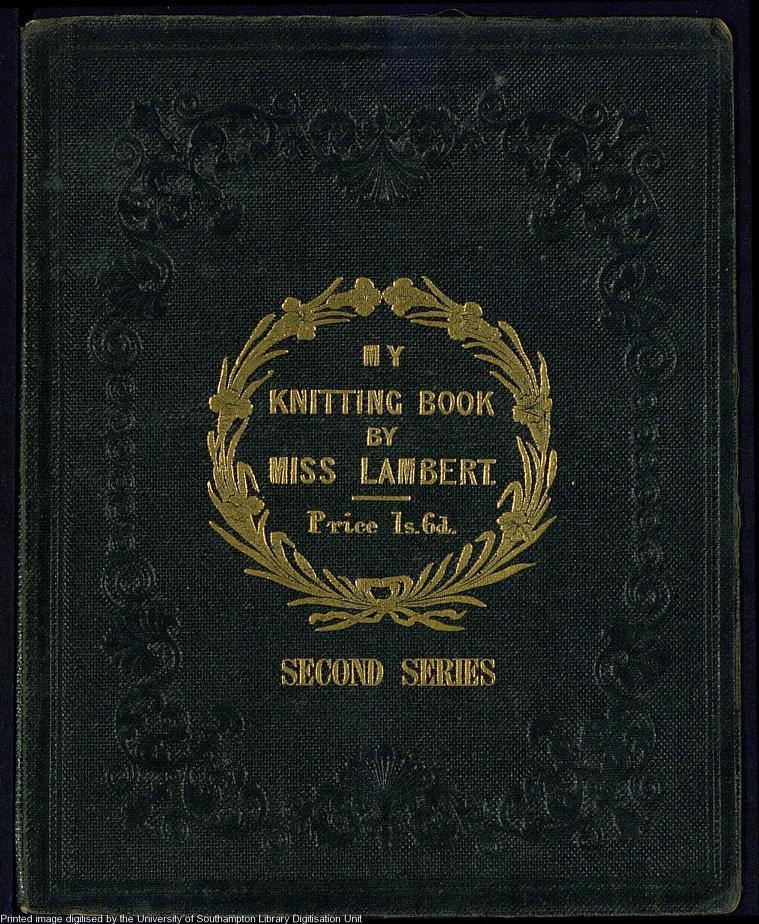 MY
KNITTING BOOK
BY
MISS LAMBERT.
Price 1s.6d.
SECOND SERIES
Printed image digitised by the University of Southampton Library Digitisation Unit